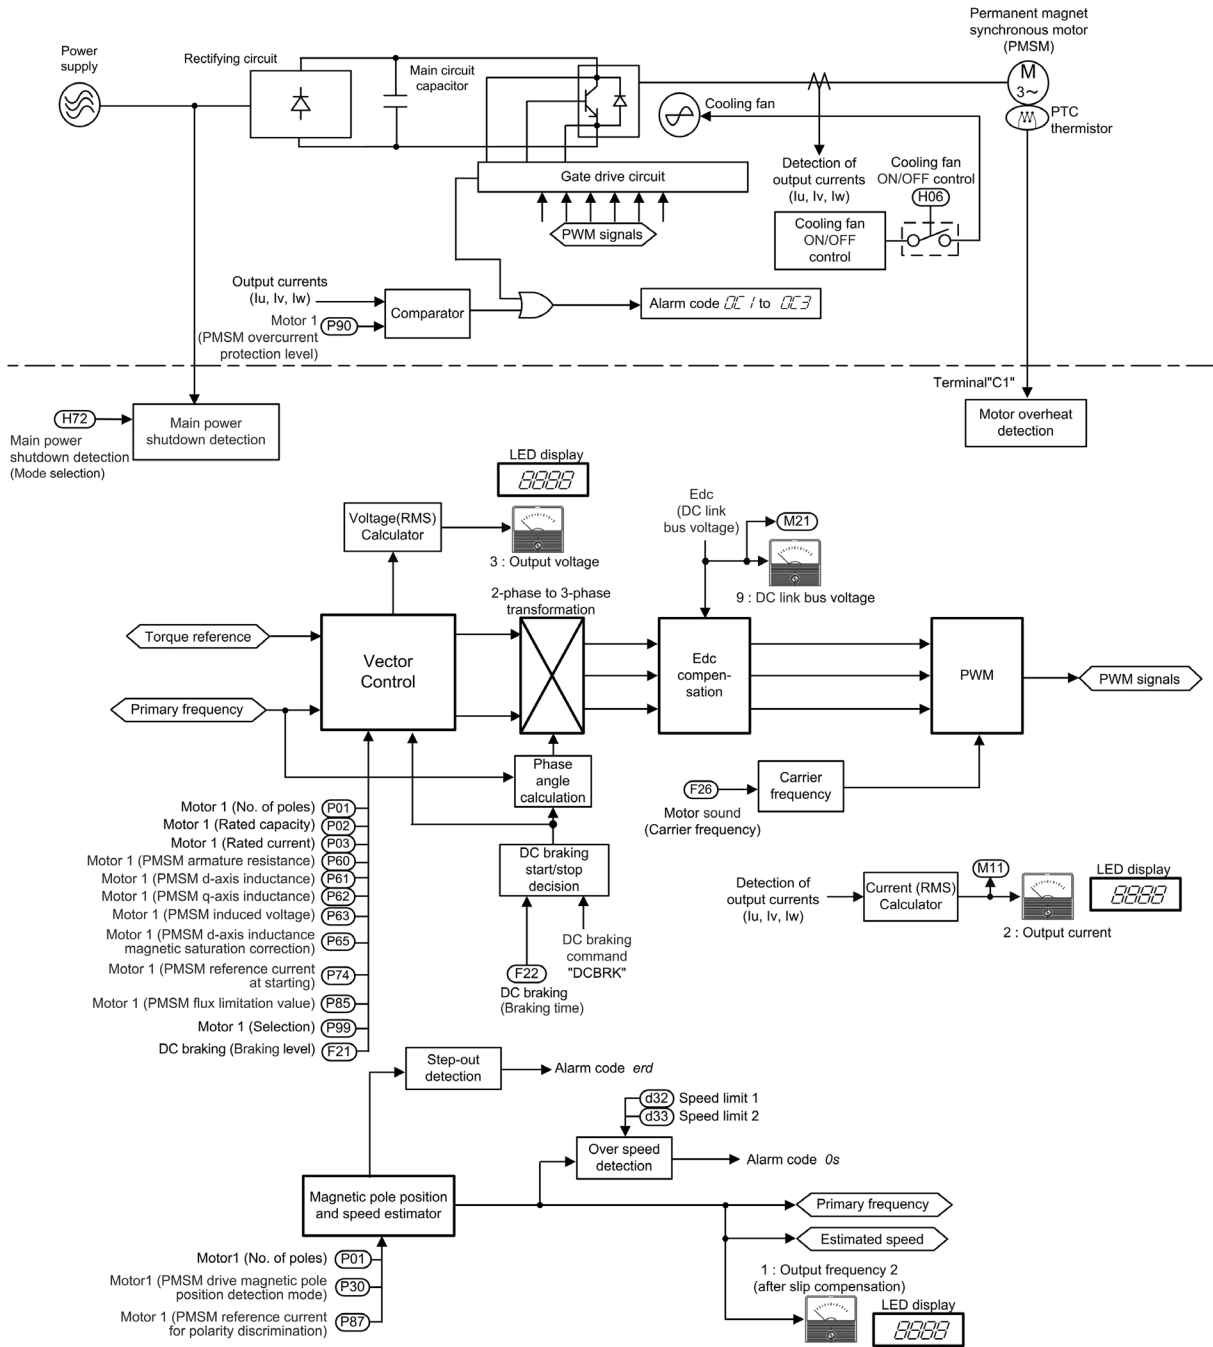 Permanent magnet
synchronous motor
(PMSM)
Power
supply
Rectifying circuit
Main circuit
capacitor
M
3~
Cooling fan
PTC
thermistor
Gate drive circuit
Detection of
output currents
(Iu, Iv, Iw)
Cooling fan
ON/OFF control
H06
PWM signals
Cooling fan
ON/OFF
control
Output currents
(Iu, Iv, Iw)
Motor 1
(PMSM overcurrent
protection level)
P90
Comparator
Alarm code OC1 to OC3
Terminal"C1"
H72
Main power
shutdown detection
(Mode selection)
Main power
shutdown detection
Motor overheat
detection
LED display
8888
Voltage(RMS)
Calculator
3 : Output voltage
Edc
(DC link
bus voltage)
M21
9 : DC link bus voltage
2-phase to 3-phase
transformation
Torque reference
Primary frequency
Vector
Control
Edc
compen-
sation
PWM
PWM signals
Phase
angle
calculation
F26
Motor sound
(Carrier frequency)
Carrier
frequency
Motor 1 (No. of poles) P01
Motor 1 (Rated capacity) P02
Motor 1 (Rated current) P03
Motor 1 (PMSM armature resistance) P60
Motor 1 (PMSM d-axis inductance) P61
Motor 1 (PMSM q-axis inductance) P62
Motor 1 (PMSM induced voltage) P63
Motor 1 (PMSM d-axis inductance
magnetic saturation correction) P65
Motor 1 (PMSM reference current
at starting) P74
Motor 1 (PMSM flux limitation value) P85
Motor 1 (Selection) P99
DC braking (Braking level) F21
DC braking
start/stop
decision
F22
DC braking
(Braking time)
DC braking
command
"DCBRK"
Detection of
output currents
(Iu, Iv, Iw)
Current (RMS)
Calculator
M11
LED display
8888
2 : Output current
Step-out
detection
Alarm code erd
d32 Speed limit 1
d33 Speed limit 2
Over speed
detection
Alarm code 0s
Magnetic pole position
and speed estimator
Primary frequency
Estimated speed
Motor1 (No. of poles) P01
Motor1 (PMSM drive magnetic pole
position detection mode) P30
Motor 1 (PMSM reference current
for polarity discrimination) P87
1 : Output frequency 2
(after slip compensation)
LED display
8888